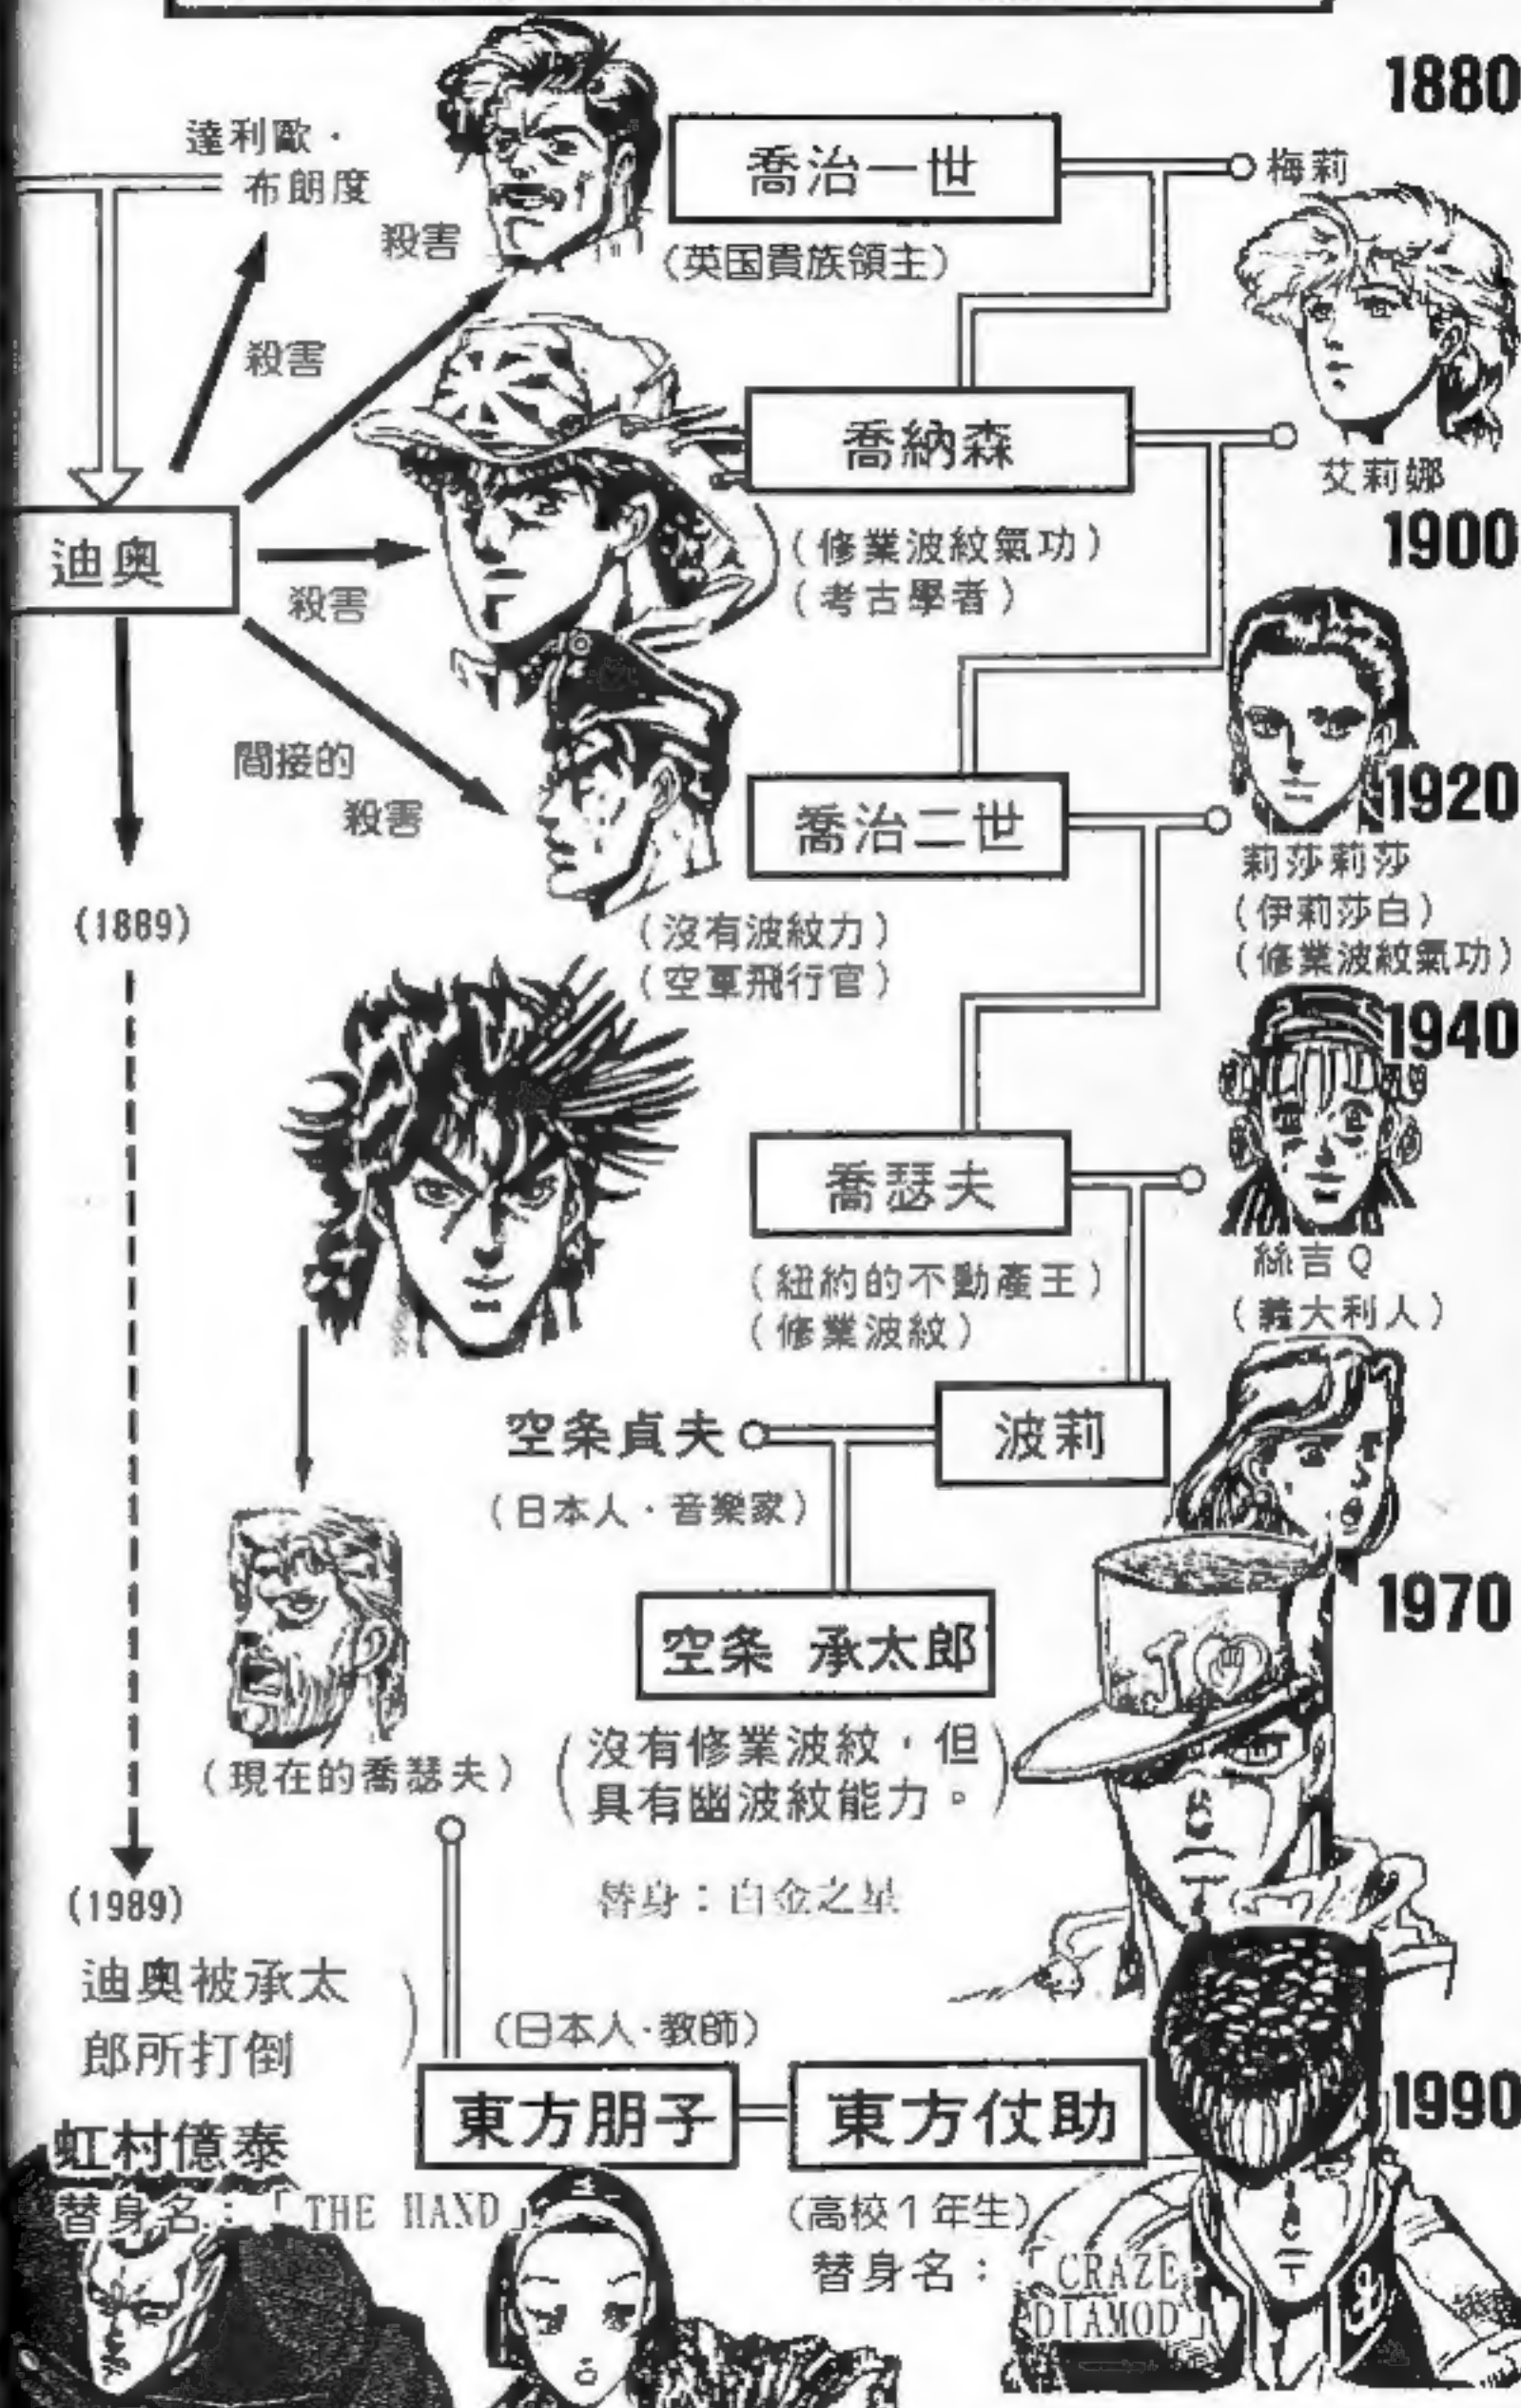 1880
達利歐・
布朗度
喬治一世
梅莉
殺害
(英国貴族領主)
殺害
喬納森
艾莉娜
1900
迪奧
殺害
(修業波紋氣功)
(考古學者)
間接的
殺害
喬治二世
1920
莉莎莉莎
(伊莉莎白)
(修業波紋氣功)
(1889)
(沒有波紋力)
(空軍飛行官)
1940
喬瑟夫
(紐約的不動產王)
(修業波紋)
絲吉Q
(義大利人)
空条貞夫
波莉
(日本人・音樂家)
1970
空条 承太郎
(現在的喬瑟夫)
(沒有修業波紋，但
具有幽波紋能力。)
替身：白金之星
(1989)
迪奧被承太
郎所打倒
)
(日本人・教師)
東方朋子
東方仗助
1990
虹村億泰
替身名：「THE HAND」
(高校1年生)
替身名：「CRAZE
DIAMOD」
JO